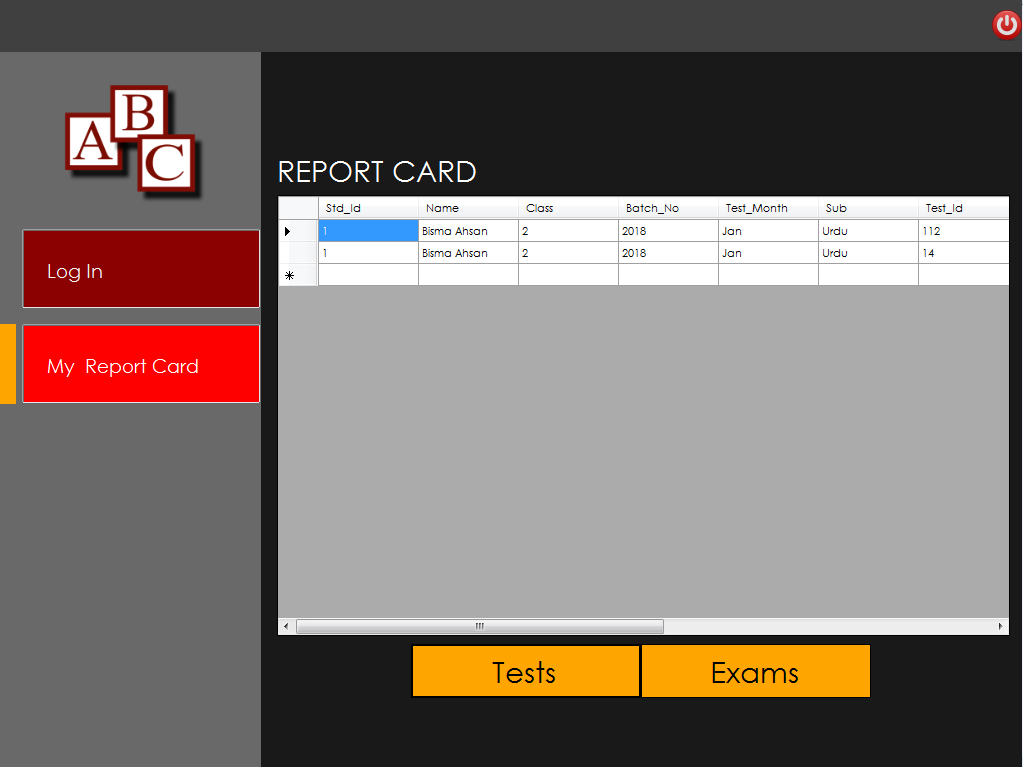 A B C
Log In
My Report Card
REPORT CARD
Std_Id Name Class Batch_No Test_Month Sub Test_Id
1 Bisma Ahsan 2 2018 Jan Urdu 112
1 Bisma Ahsan 2 2018 Jan Urdu 14
Tests Exams